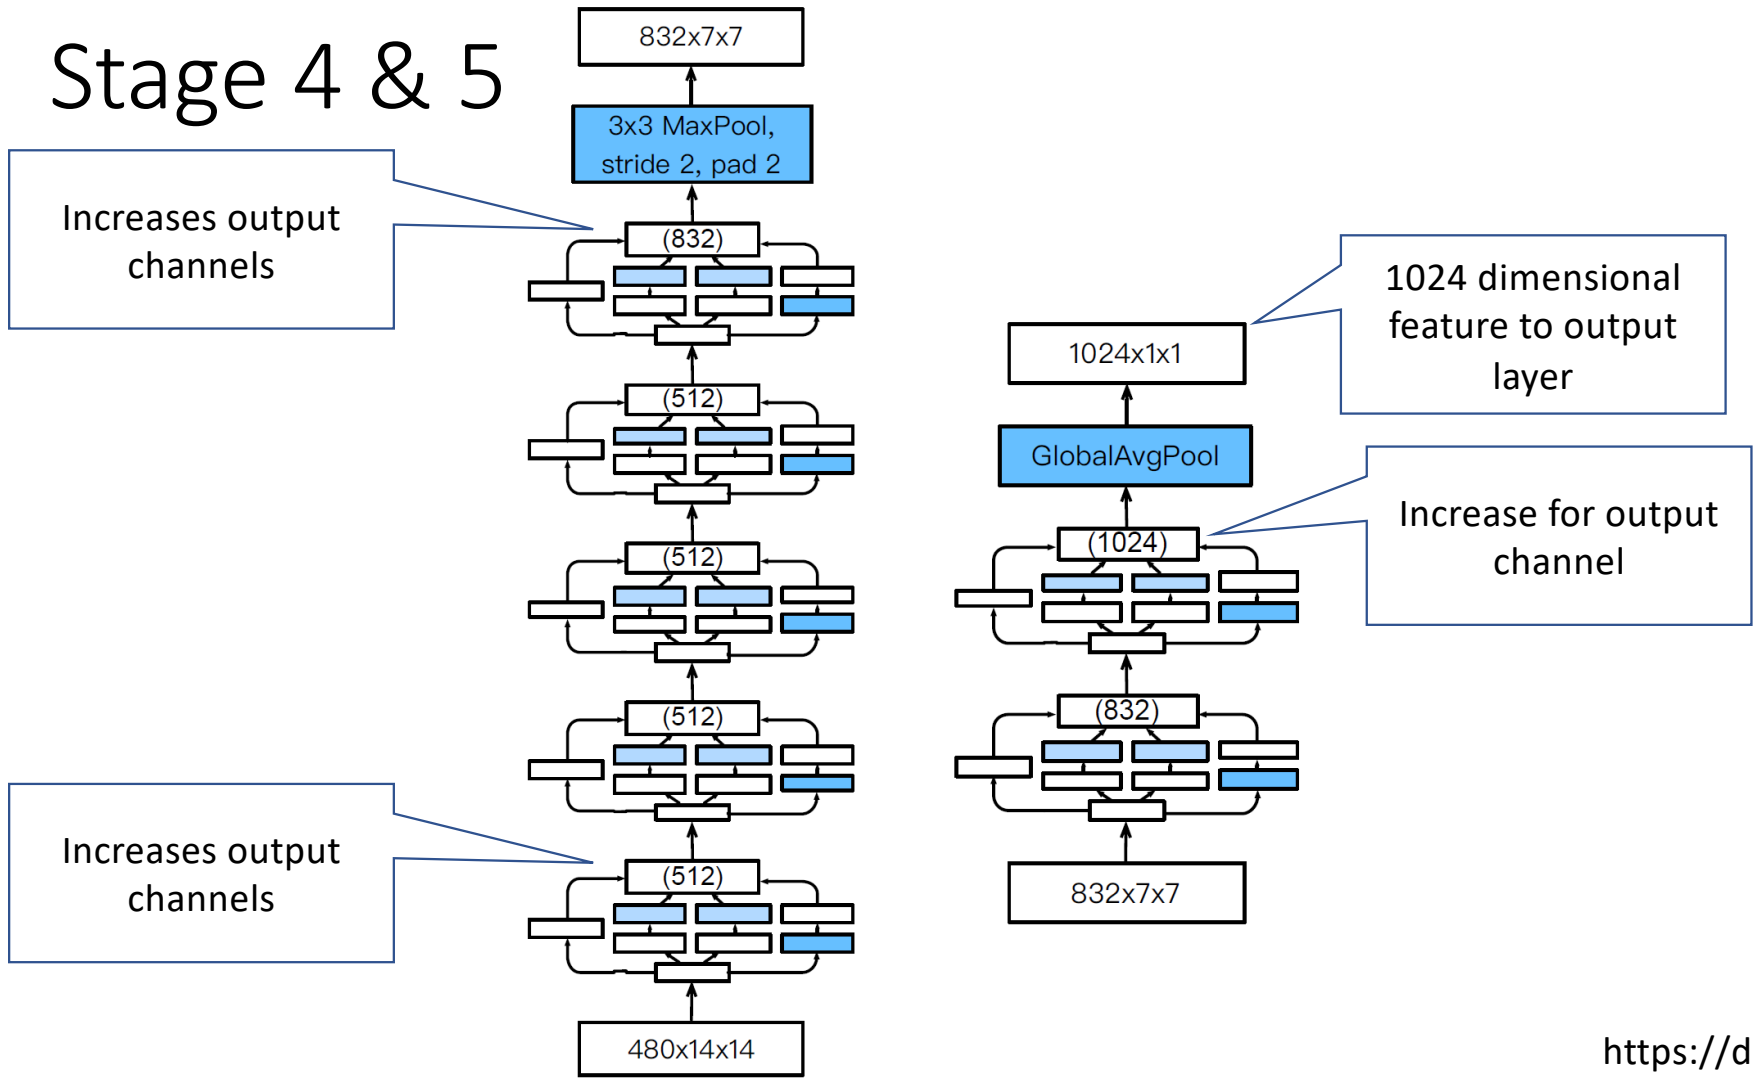 Stage 4 & 5
832x7x7
3x3 MaxPool,
stride 2, pad 2
Increases output
channels
(832)
(512)
(512)
(512)
Increases output
channels
(512)
480x14x14
1024 dimensional
feature to output
layer
1024x1x1
GlobalAvgPool
Increase for output
channel
(1024)
(832)
832x7x7
https://d